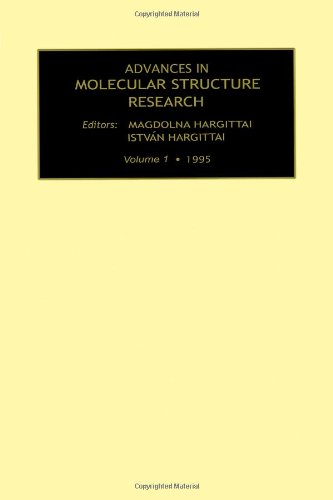 ADVANCES IN
MOLECULAR STRUCTURE
RESEARCH
Editors: MAGDOLNA HARGITTAI
ISTVÁN HARGITTAI
Volume 1 • 1995